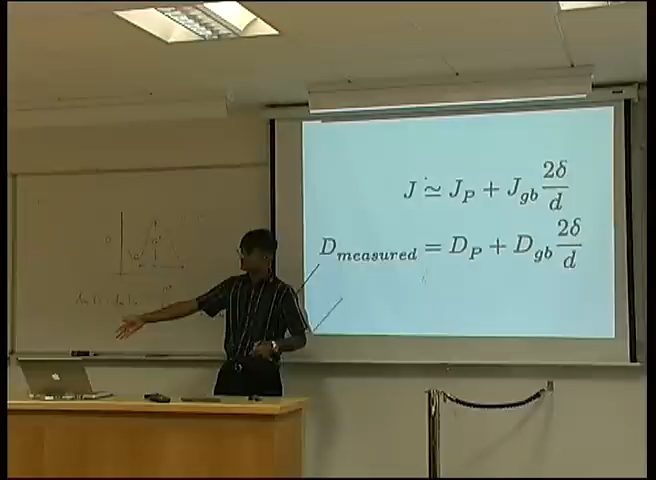 J ≃ J_P + J_gb 2δ/d
D_measured = D_P + D_gb 2δ/d